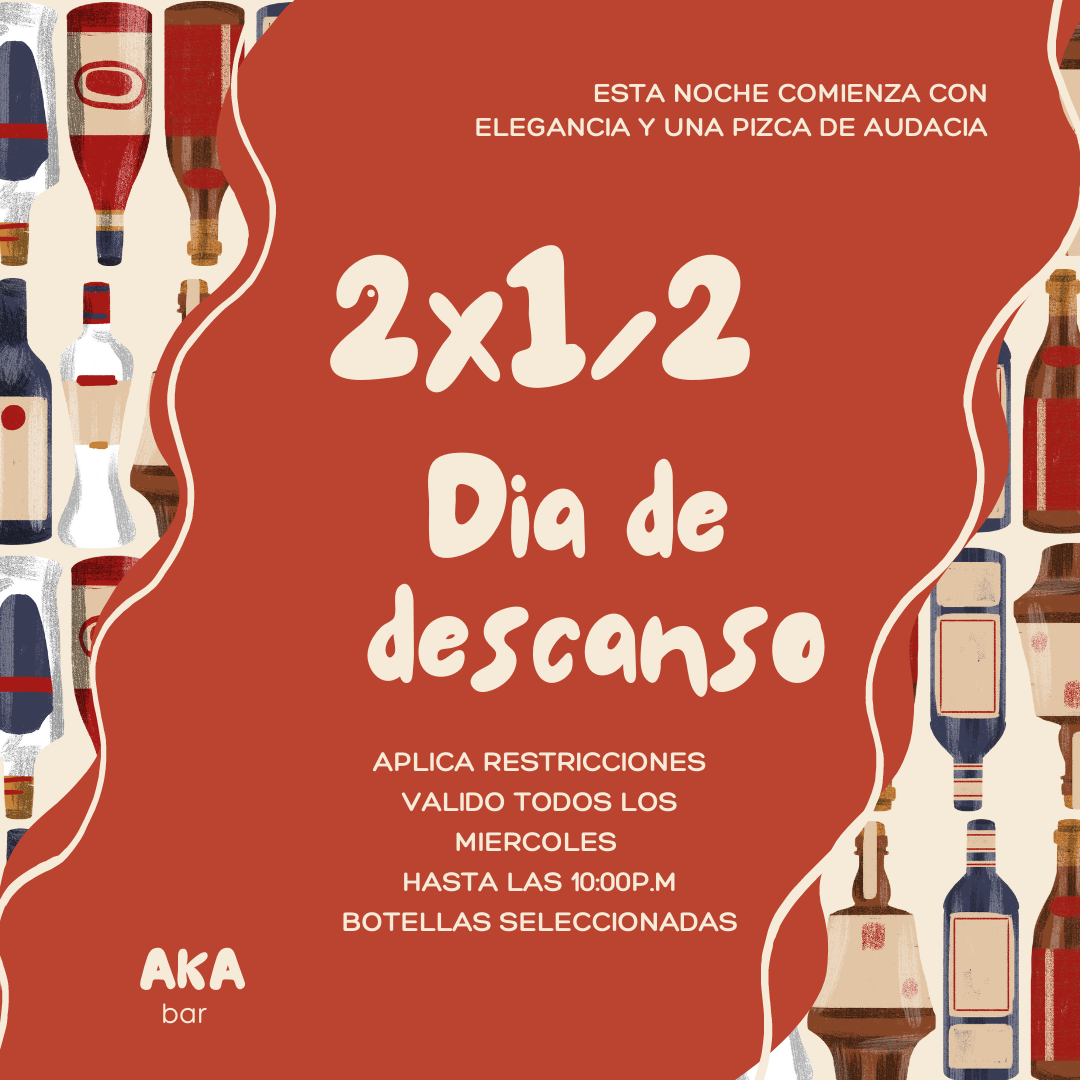 ESTA NOCHE COMIENZA CON
ELEGANCIA Y UNA PIZCA DE AUDACIA
2x1/2
Dia de
descanso
APLICA RESTRICCIONES
VALIDO TODOS LOS
MIERCOLES
HASTA LAS 10:00P.M
BOTELLAS SELECCIONADAS
AKA
bar